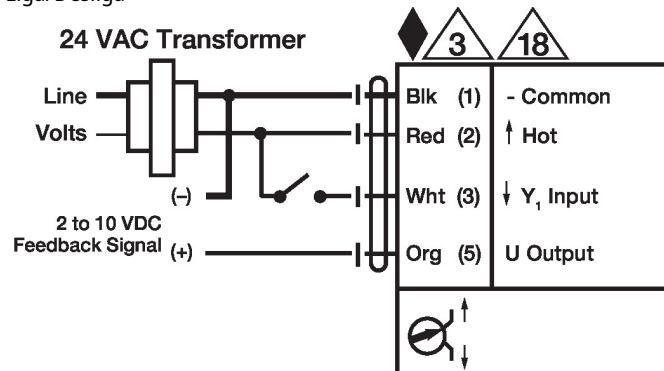 24 VAC Transformer
3
18
Line
Volts
Blk (1) - Common
Red (2) Hot
(–)
Wht (3) Y1 Input
2 to 10 VDC
Feedback Signal (+)
Org (5) U Output